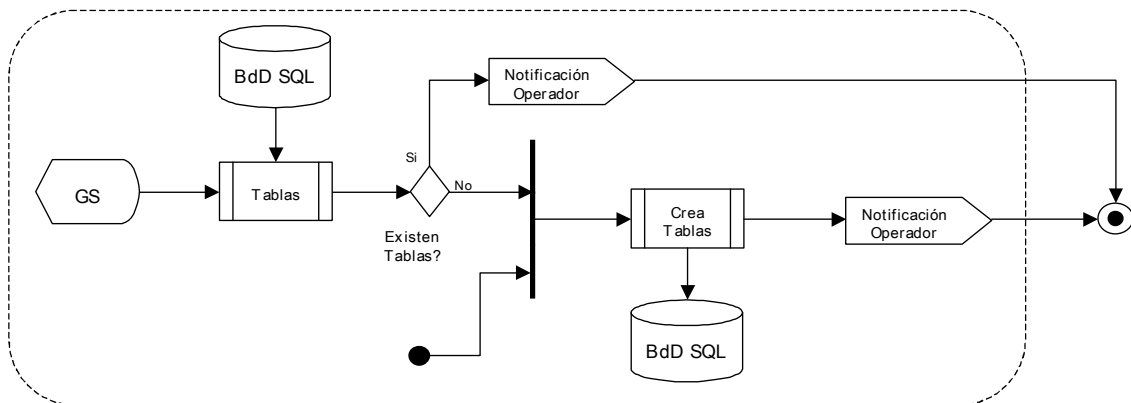 BdD SQL
Notificación
Operador
Si
GS
Tablas
No
Existen
Tablas?
Crea
Tablas
Notificación
Operador
BdD SQL